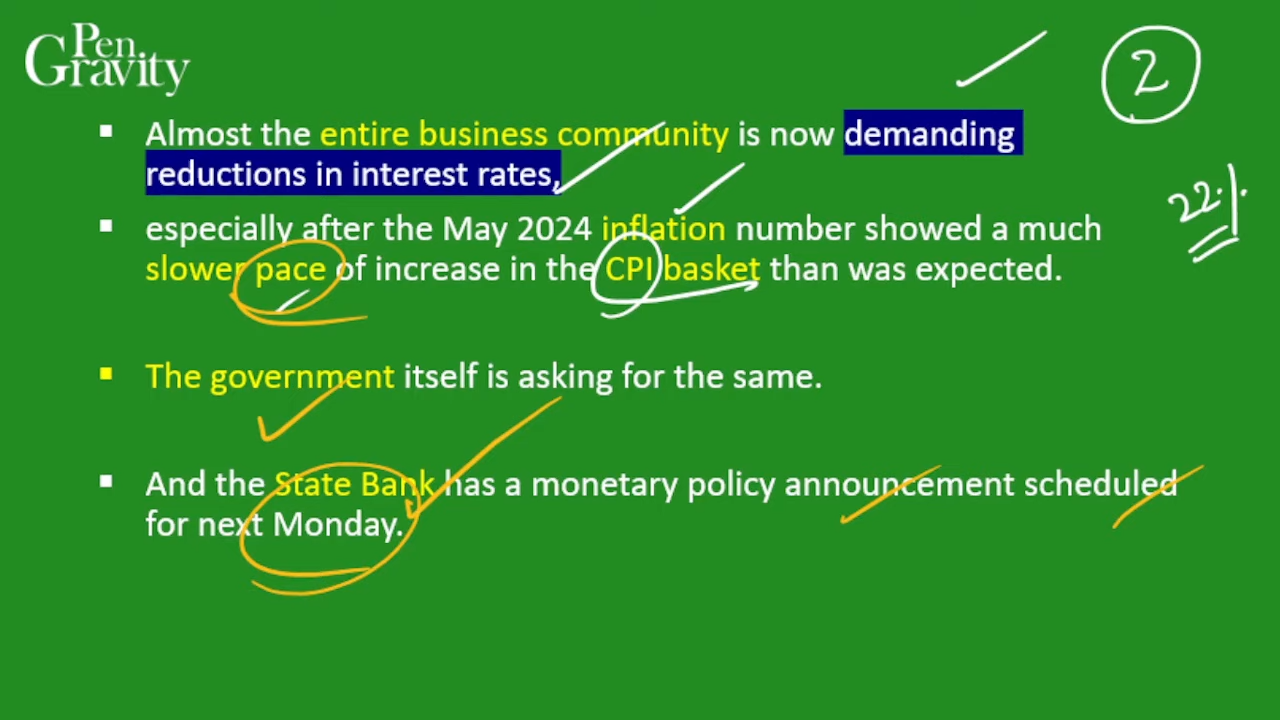 Pen
Gravity
2
▪ Almost the entire business community is now demanding
reductions in interest rates,
22%
▪ especially after the May 2024 inflation number showed a much
slower pace of increase in the CPI basket than was expected.
▪ The government itself is asking for the same.
▪ And the State Bank has a monetary policy announcement scheduled
for next Monday.